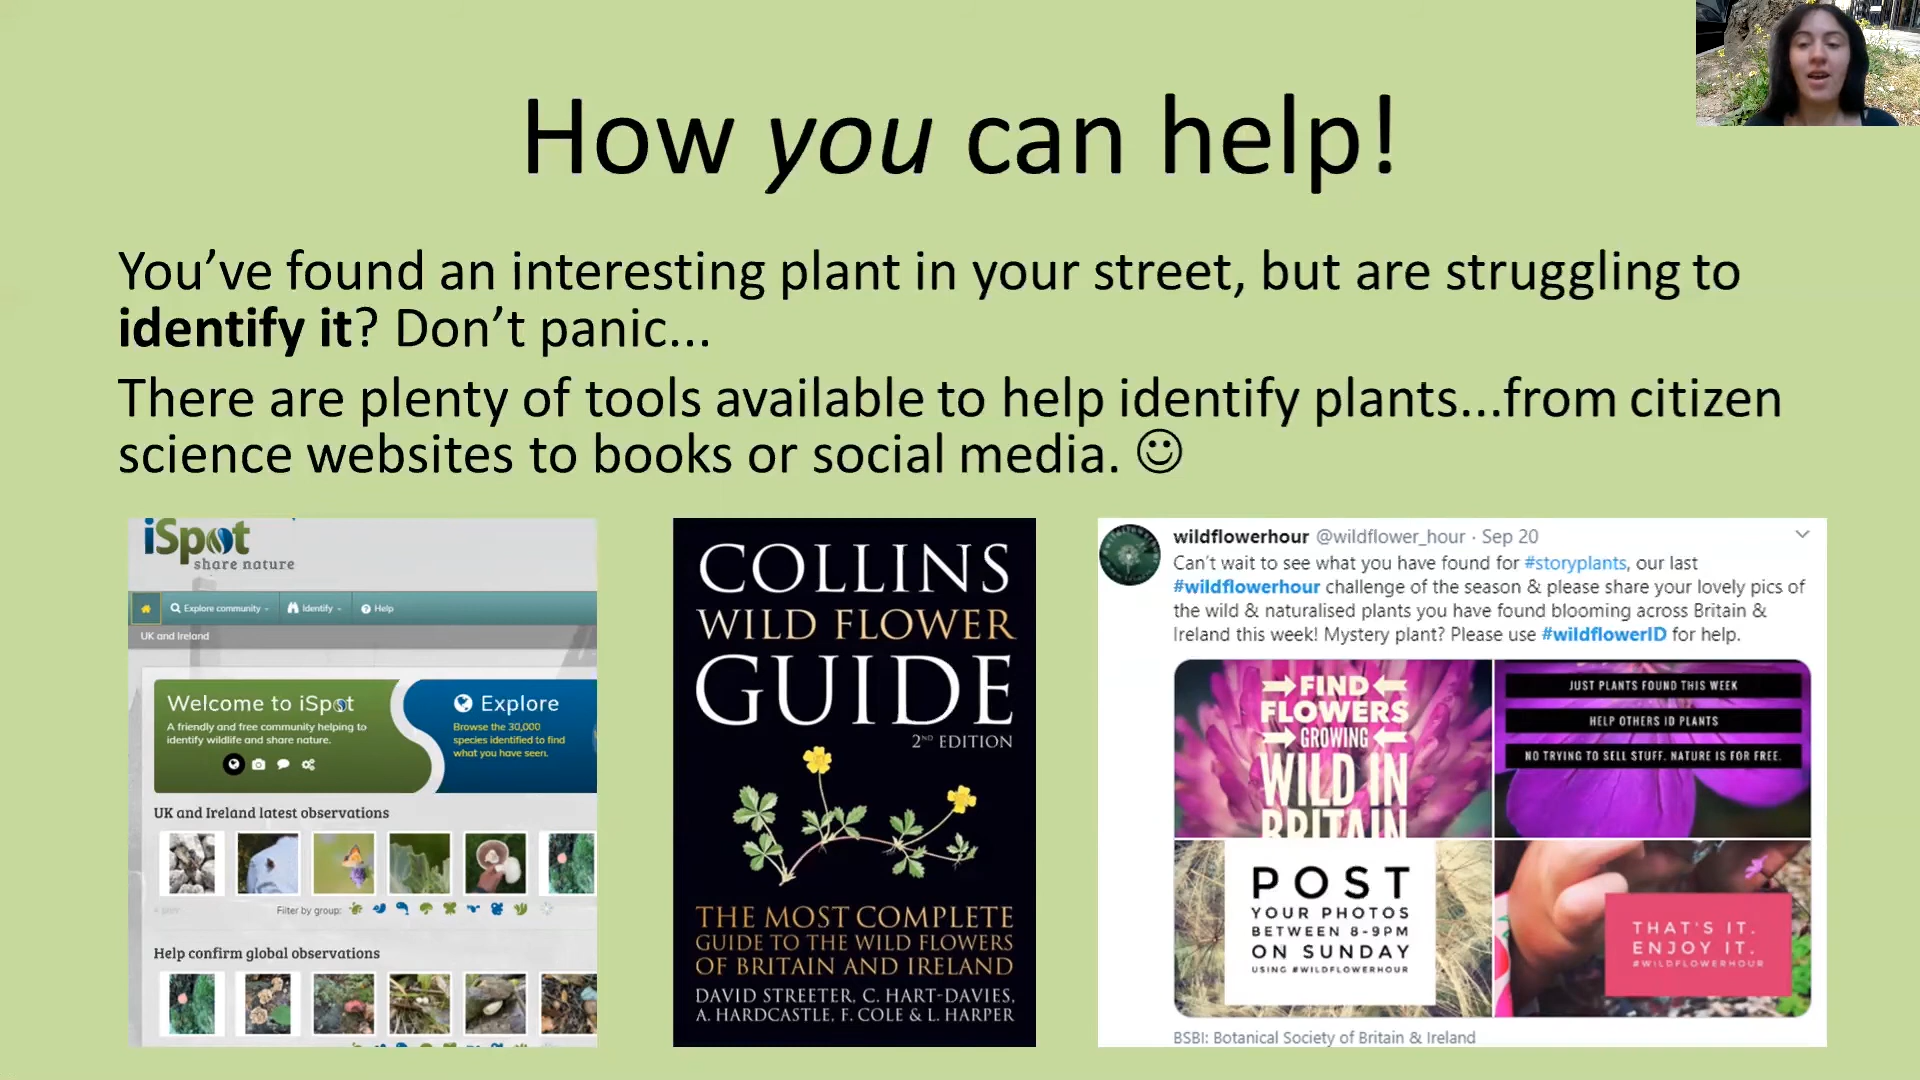 How you can help!
You’ve found an interesting plant in your street, but are struggling to
identify it? Don’t panic...
There are plenty of tools available to help identify plants...from citizen
science websites to books or social media. ☺
iSpot
share nature
Explore community
Identify
Help
UK and Ireland
Welcome to iSpot
A friendly and free community helping to
identify wildlife and share nature.
Explore
Browse the 30,000
species identified to find
what you have seen.
UK and Ireland latest observations
Filter by group:
Help confirm global observations
COLLINS
WILD FLOWER
GUIDE
2ND EDITION
THE MOST COMPLETE
GUIDE TO THE WILD FLOWERS
OF BRITAIN AND IRELAND
DAVID STREETER, C. HART-DAVIES,
A. HARDCASTLE, F. COLE & L. HARPER
wildflowerhour @wildflower_hour · Sep 20
Can’t wait to see what you have found for #storyplants, our last
#wildflowerhour challenge of the season & please share your lovely pics of
the wild & naturalised plants you have found blooming across Britain &
Ireland this week! Mystery plant? Please use #wildflowerID for help.
FIND
FLOWERS
GROWING
WILD IN
BRITAIN
JUST PLANTS FOUND THIS WEEK
HELP OTHERS ID PLANTS
NO TRYING TO SELL STUFF. NATURE IS FOR FREE.
POST
YOUR PHOTOS
BETWEEN 8-9PM
ON SUNDAY
USING #WILDFLOWERHOUR
THAT'S IT.
ENJOY IT.
#WILDFLOWERHOUR
BSBI: Botanical Society of Britain & Ireland